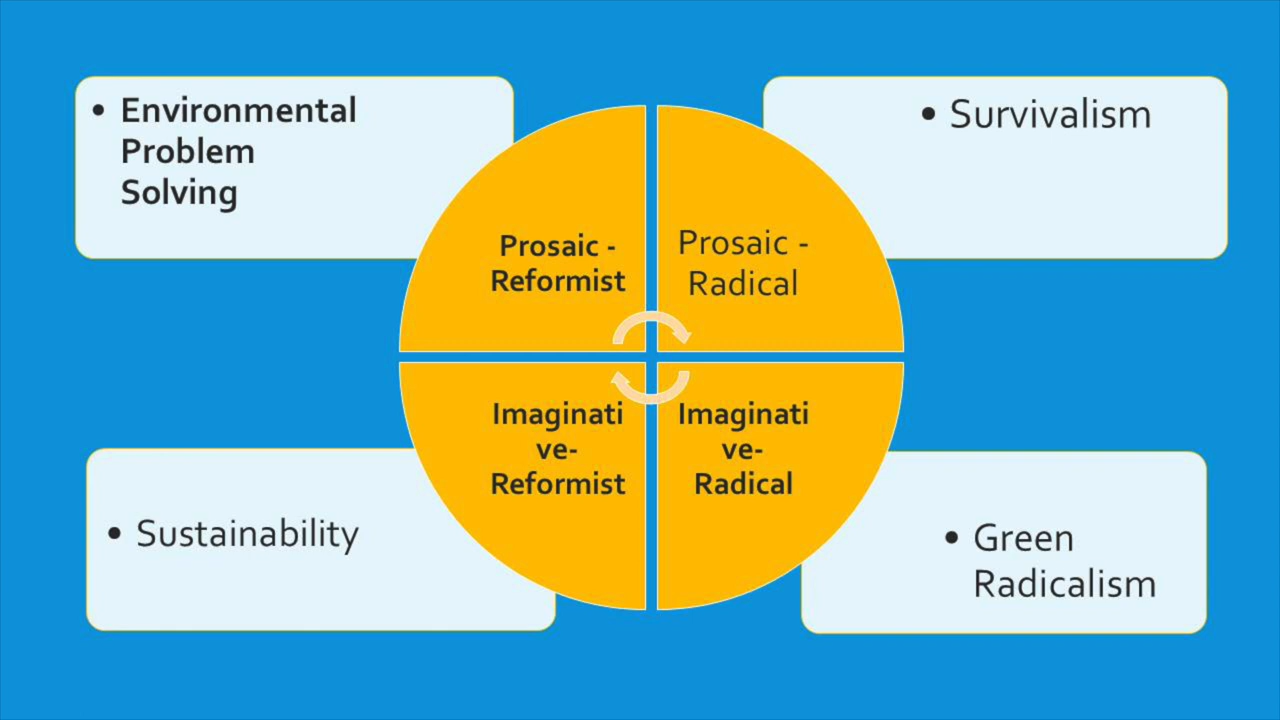 • Environmental
Problem
Solving
• Survivalism
Prosaic -
Reformist
Prosaic -
Radical
Imaginati
ve-
Reformist
Imaginati
ve-
Radical
• Sustainability
• Green
Radicalism